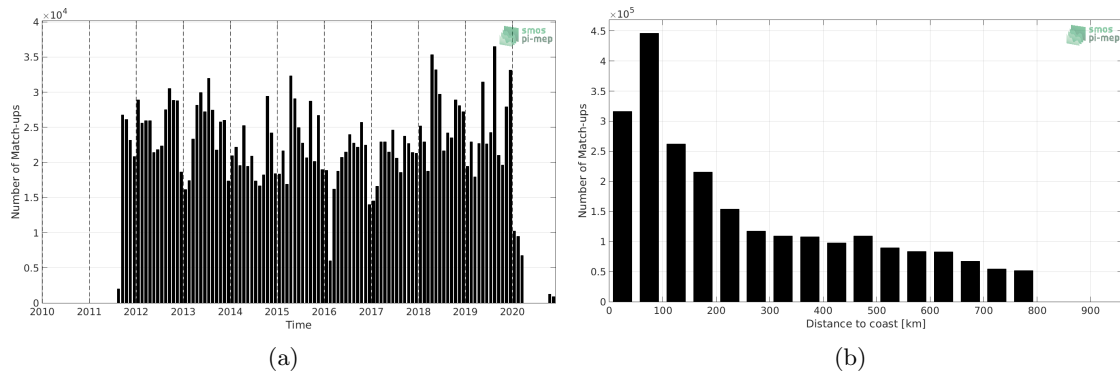 ×10⁴
4
3.5
3
2.5
2
1.5
1
0.5
0
Number of Match-ups
2010 2011 2012 2013 2014 2015 2016 2017 2018 2019 2020
Time
smos
pi-mep
(a)
×10⁵
4.5
4
3.5
3
2.5
2
1.5
1
0.5
0
Number of Match-ups
0 100 200 300 400 500 600 700 800 900
Distance to coast [km]
smos
pi-mep
(b)